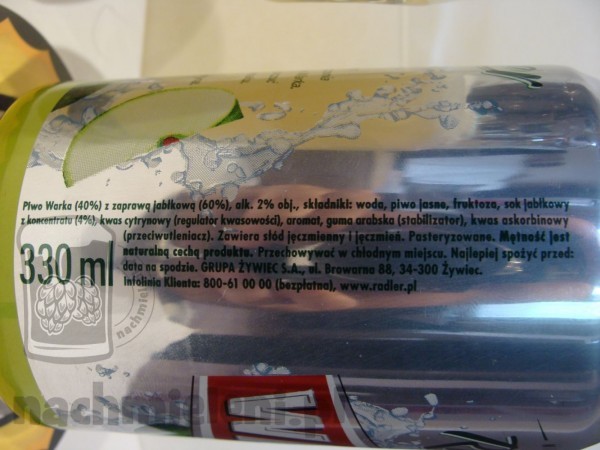 Piwo Warka (40%) z zaprawą jabłkową (60%), alk. 2% obj., składniki: woda, piwo jasne, fruktoza, sok jabłkowy
z koncentratu (4%), kwas cytrynowy (regulator kwasowości), aromat, guma arabska (stabilizator), kwas askorbinowy
(przeciwutleniacz). Zawiera słód jęczmienny i jęczmień. Pasteryzowane. Mętność jest
naturalną cechą produktu. Przechowywać w chłodnym miejscu. Najlepiej spożyć przed:
data na spodzie. GRUPA ŻYWIEC S.A., ul. Browarna 88, 34-300 Żywiec.
Infolinia Klienta: 800-61 00 00 (bezpłatna), www.radler.pl
330 ml
nachmieleni.pl